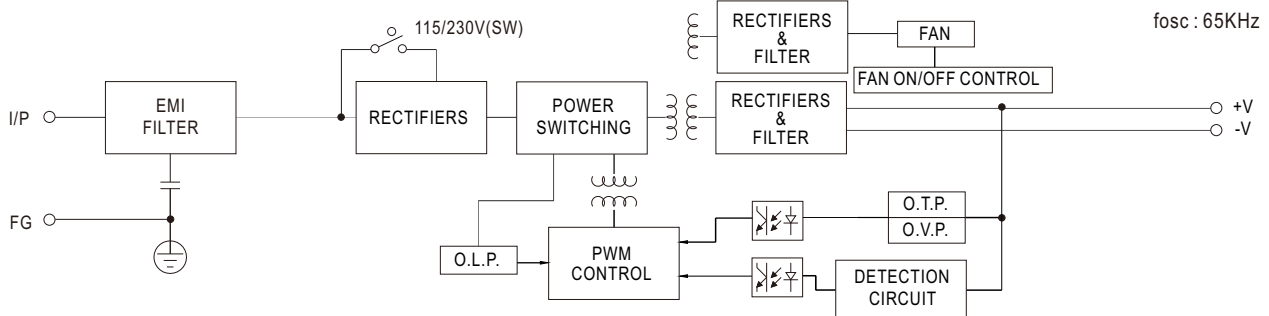 fosc : 65KHz
115/230V(SW)
RECTIFIERS
&
FILTER
FAN
FAN ON/OFF CONTROL
I/P
EMI
FILTER
RECTIFIERS
POWER
SWITCHING
RECTIFIERS
&
FILTER
+V
-V
FG
O.L.P.
PWM
CONTROL
O.T.P.
O.V.P.
DETECTION
CIRCUIT